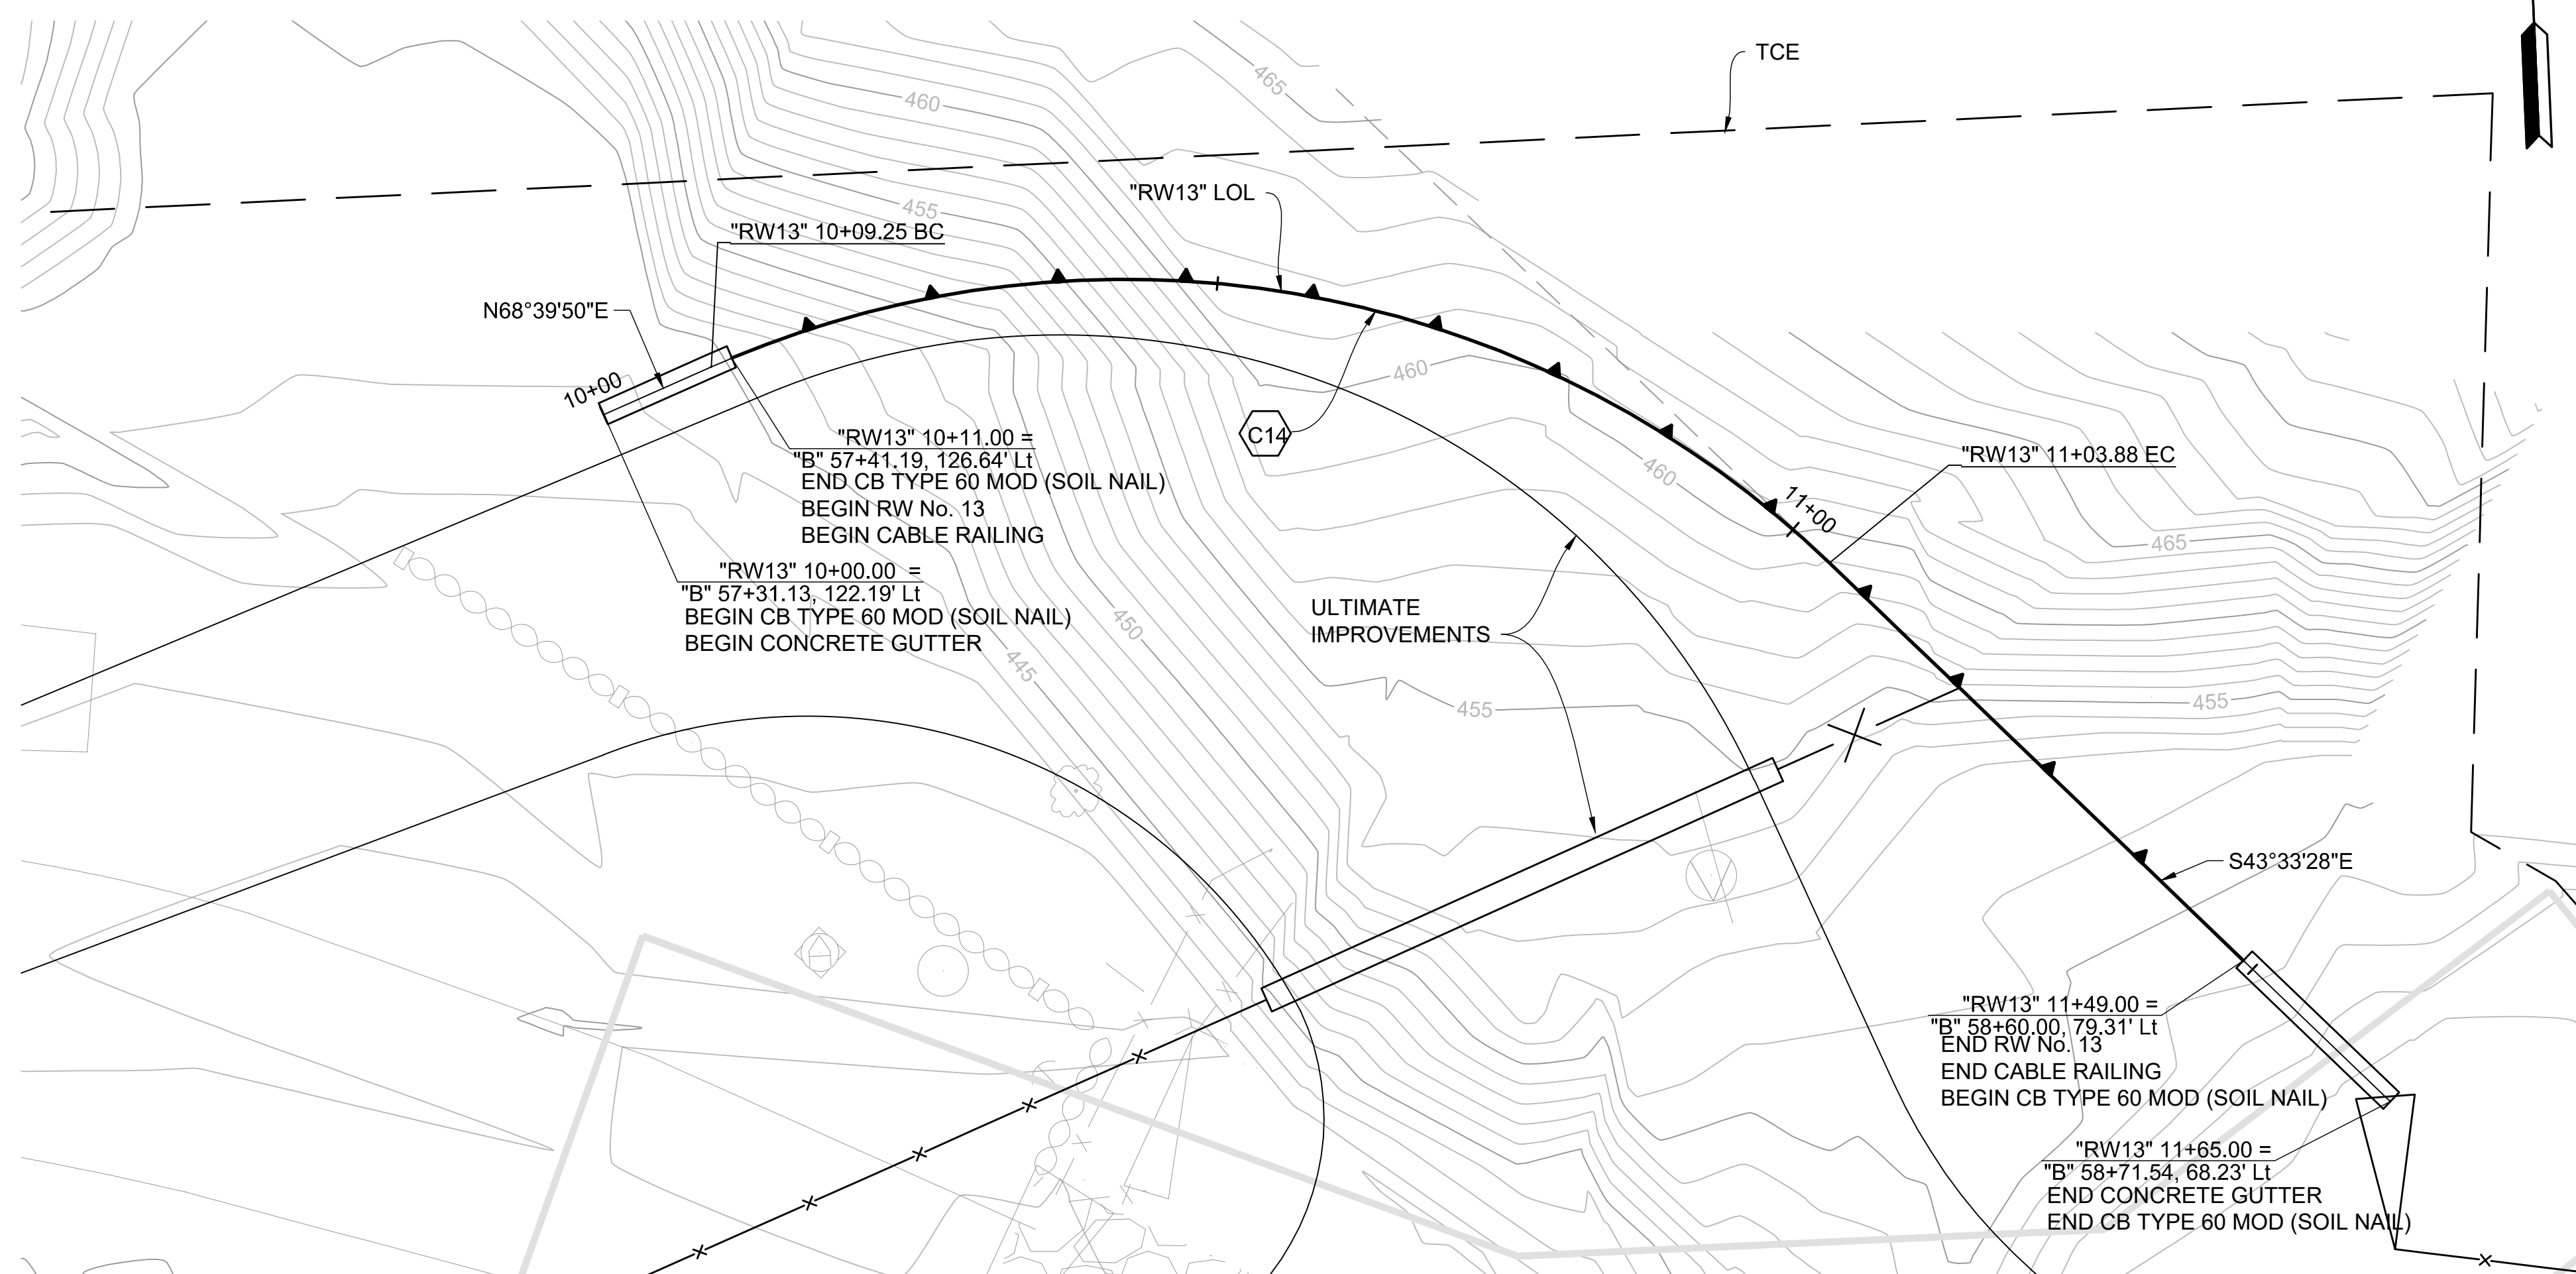 TCE
465
460
"RW13" LOL
455
"RW13" 10+09.25 BC
N68°39'50"E
10+00
460
C14
"RW13" 10+11.00 =
"B" 57+41.19, 126.64' Lt
END CB TYPE 60 MOD (SOIL NAIL)
BEGIN RW No. 13
BEGIN CABLE RAILING
"RW13" 11+03.88 EC
460
11+00
465
"RW13" 10+00.00 =
"B" 57+31.13, 122.19' Lt
BEGIN CB TYPE 60 MOD (SOIL NAIL)
BEGIN CONCRETE GUTTER
450
445
ULTIMATE
IMPROVEMENTS
455
455
S43°33'28"E
"RW13" 11+49.00 =
"B" 58+60.00, 79.31' Lt
END RW No. 13
END CABLE RAILING
BEGIN CB TYPE 60 MOD (SOIL NAIL)
"RW13" 11+65.00 =
"B" 58+71.54, 68.23' Lt
END CONCRETE GUTTER
END CB TYPE 60 MOD (SOIL NAIL)